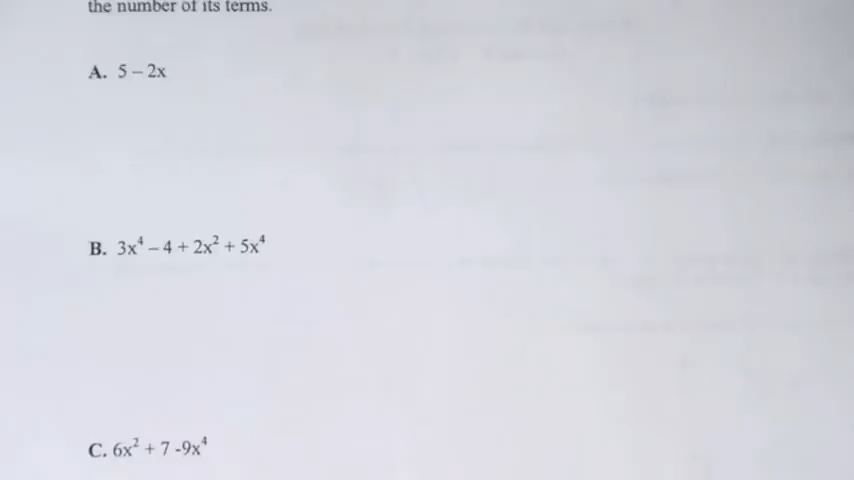 the number of its terms.
A. 5 – 2x
B. 3x⁴ – 4 + 2x² + 5x⁴
C. 6x² + 7 -9x⁴